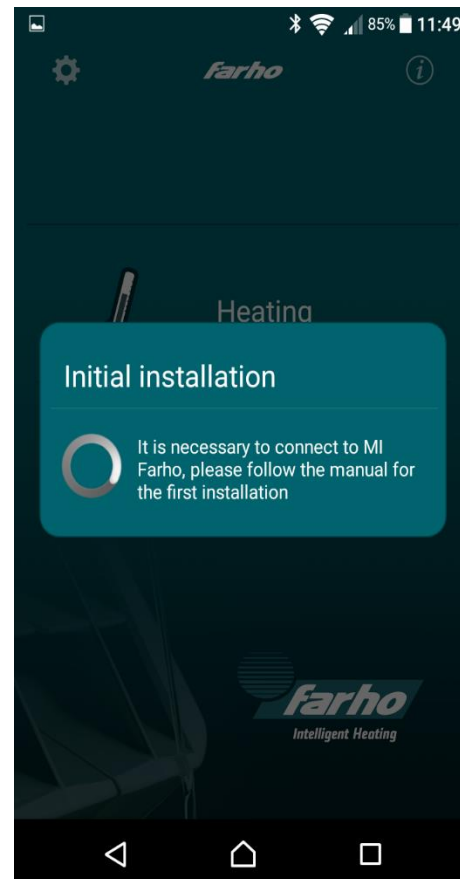 85% 11:49
farho
i
Heating
Initial installation
It is necessary to connect to MI
Farho, please follow the manual for
the first installation
farho
Intelligent Heating